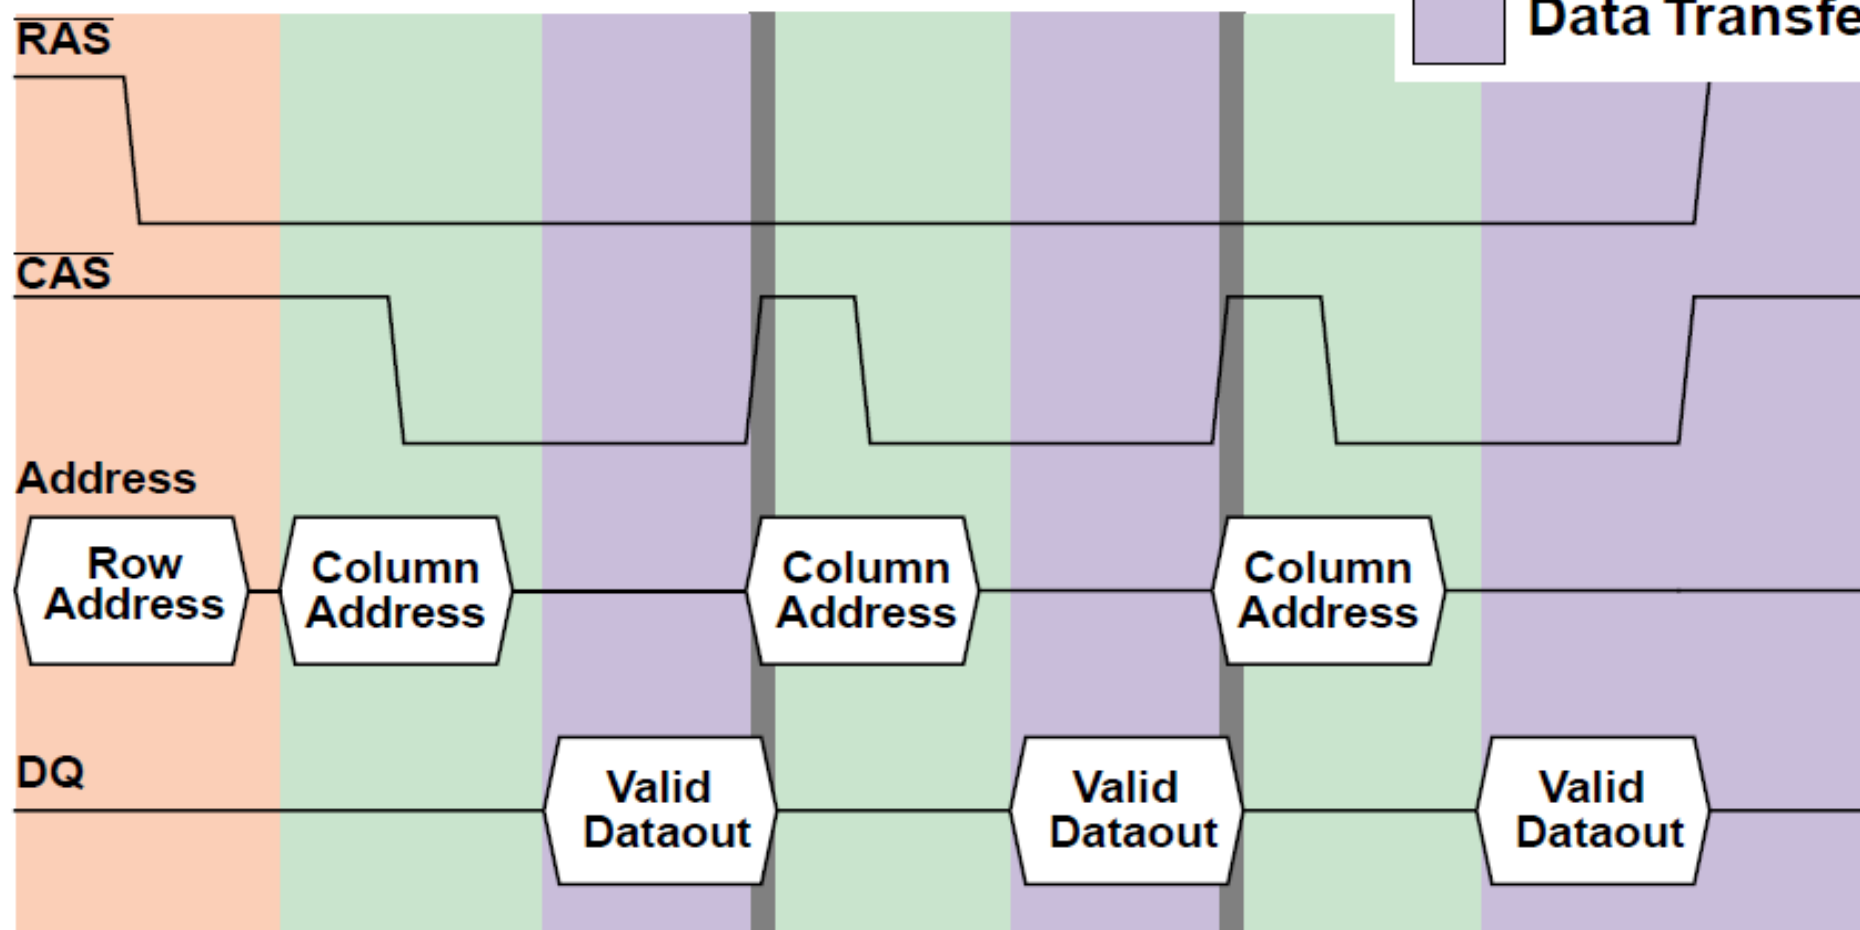 RAS
Data Transfe
CAS
Address
Row
Address
Column
Address
Column
Address
Column
Address
DQ
Valid
Dataout
Valid
Dataout
Valid
Dataout